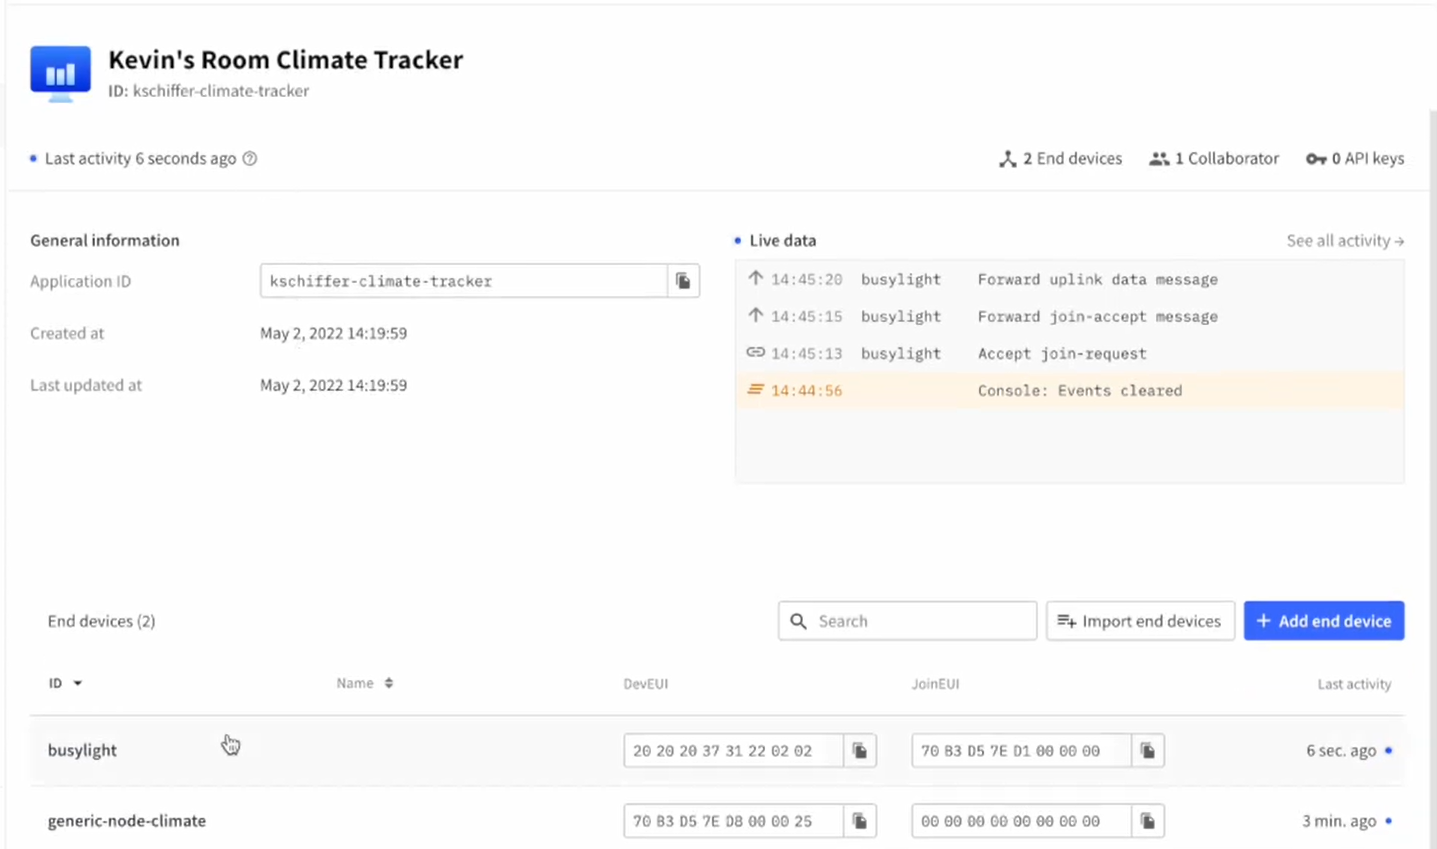 Kevin's Room Climate Tracker
ID: kschiffer-climate-tracker
Last activity 6 seconds ago
2 End devices 1 Collaborator 0 API keys
General information
Application ID kschiffer-climate-tracker
Created at May 2, 2022 14:19:59
Last updated at May 2, 2022 14:19:59
Live data See all activity →
14:45:20 busylight Forward uplink data message
14:45:15 busylight Forward join-accept message
14:45:13 busylight Accept join-request
14:44:56 Console: Events cleared
End devices (2) Search Import end devices + Add end device
ID Name DevEUI JoinEUI Last activity
busylight 20 20 20 37 31 22 02 02 70 B3 D5 7E D1 00 00 00 6 sec. ago
generic-node-climate 70 B3 D5 7E D8 00 00 25 00 00 00 00 00 00 00 00 3 min. ago